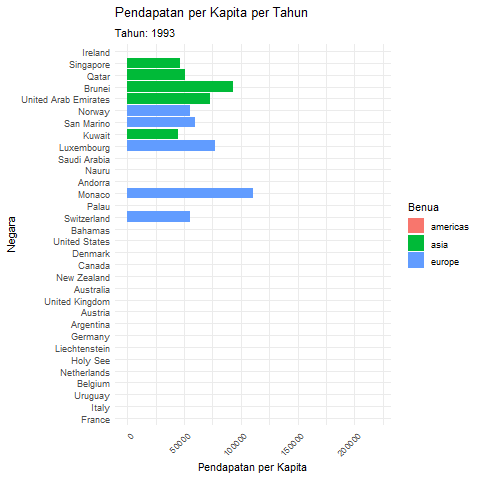 Pendapatan per Kapita per Tahun
Tahun: 1993
Negara
Ireland
Singapore
Qatar
Brunei
United Arab Emirates
Norway
San Marino
Kuwait
Luxembourg
Saudi Arabia
Nauru
Andorra
Monaco
Palau
Switzerland
Bahamas
United States
Denmark
Canada
New Zealand
Australia
United Kingdom
Austria
Argentina
Germany
Liechtenstein
Holy See
Netherlands
Belgium
Uruguay
Italy
France
0
50000
100000
150000
200000
Pendapatan per Kapita
Benua
americas
asia
europe